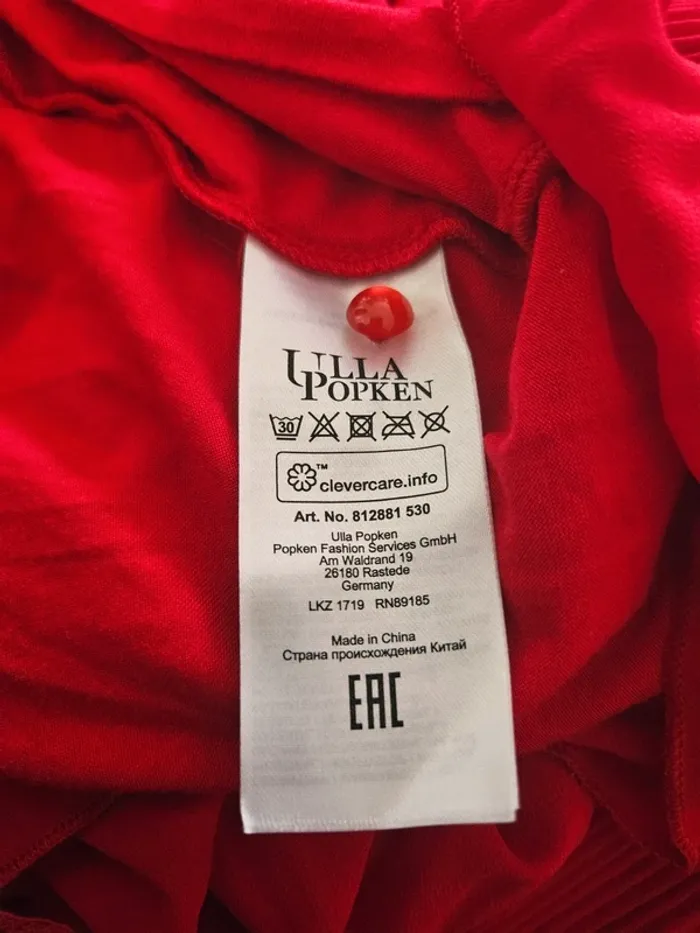 ULLA
POPKEN
30
™
clevercare.info
Art. No. 812881 530
Ulla Popken
Popken Fashion Services GmbH
Am Waldrand 19
26180 Rastede
Germany
LKZ 1719 RN89185
Made in China
Страна происхождения Китай
EAC